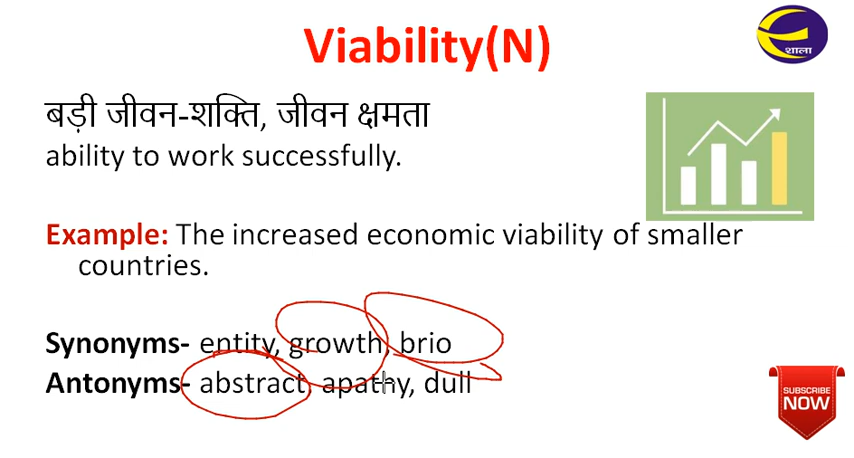 Viability(N)
शाला
बड़ी जीवन-शक्ति, जीवन क्षमता
ability to work successfully.
Example: The increased economic viability of smaller
countries.
Synonyms- entity, growth, brio
Antonyms- abstract, apathy, dull
SUBSCRIBE
NOW